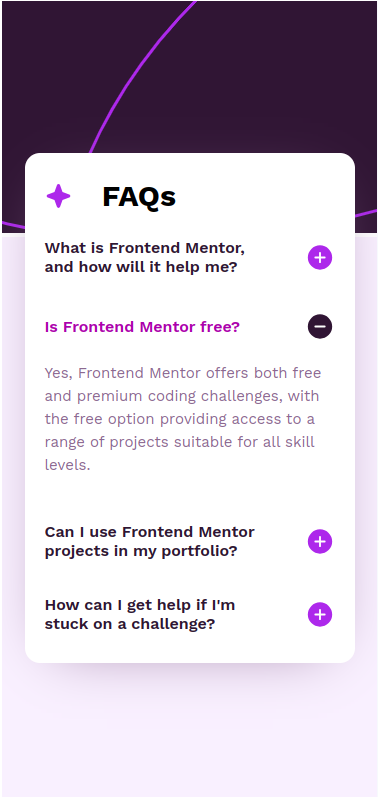 FAQs
What is Frontend Mentor,
and how will it help me?
Is Frontend Mentor free?
Yes, Frontend Mentor offers both free
and premium coding challenges, with
the free option providing access to a
range of projects suitable for all skill
levels.
Can I use Frontend Mentor
projects in my portfolio?
How can I get help if I'm
stuck on a challenge?